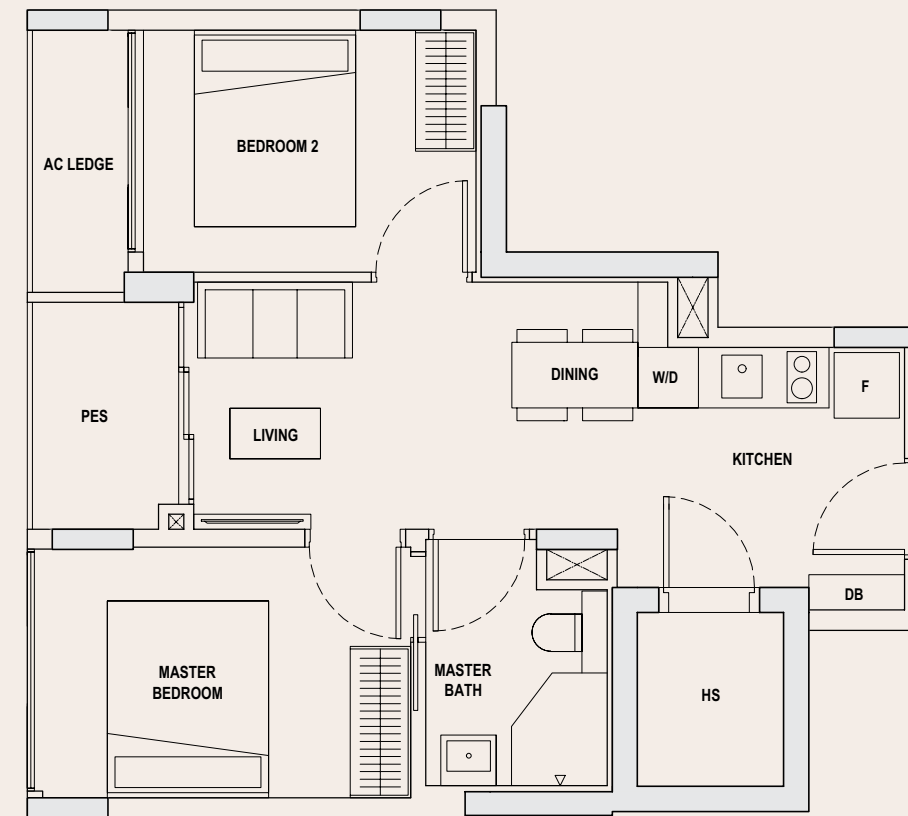 BEDROOM 2
AC LEDGE
DINING
W/D
F
PES
LIVING
KITCHEN
DB
MASTER
BEDROOM
MASTER
BATH
HS